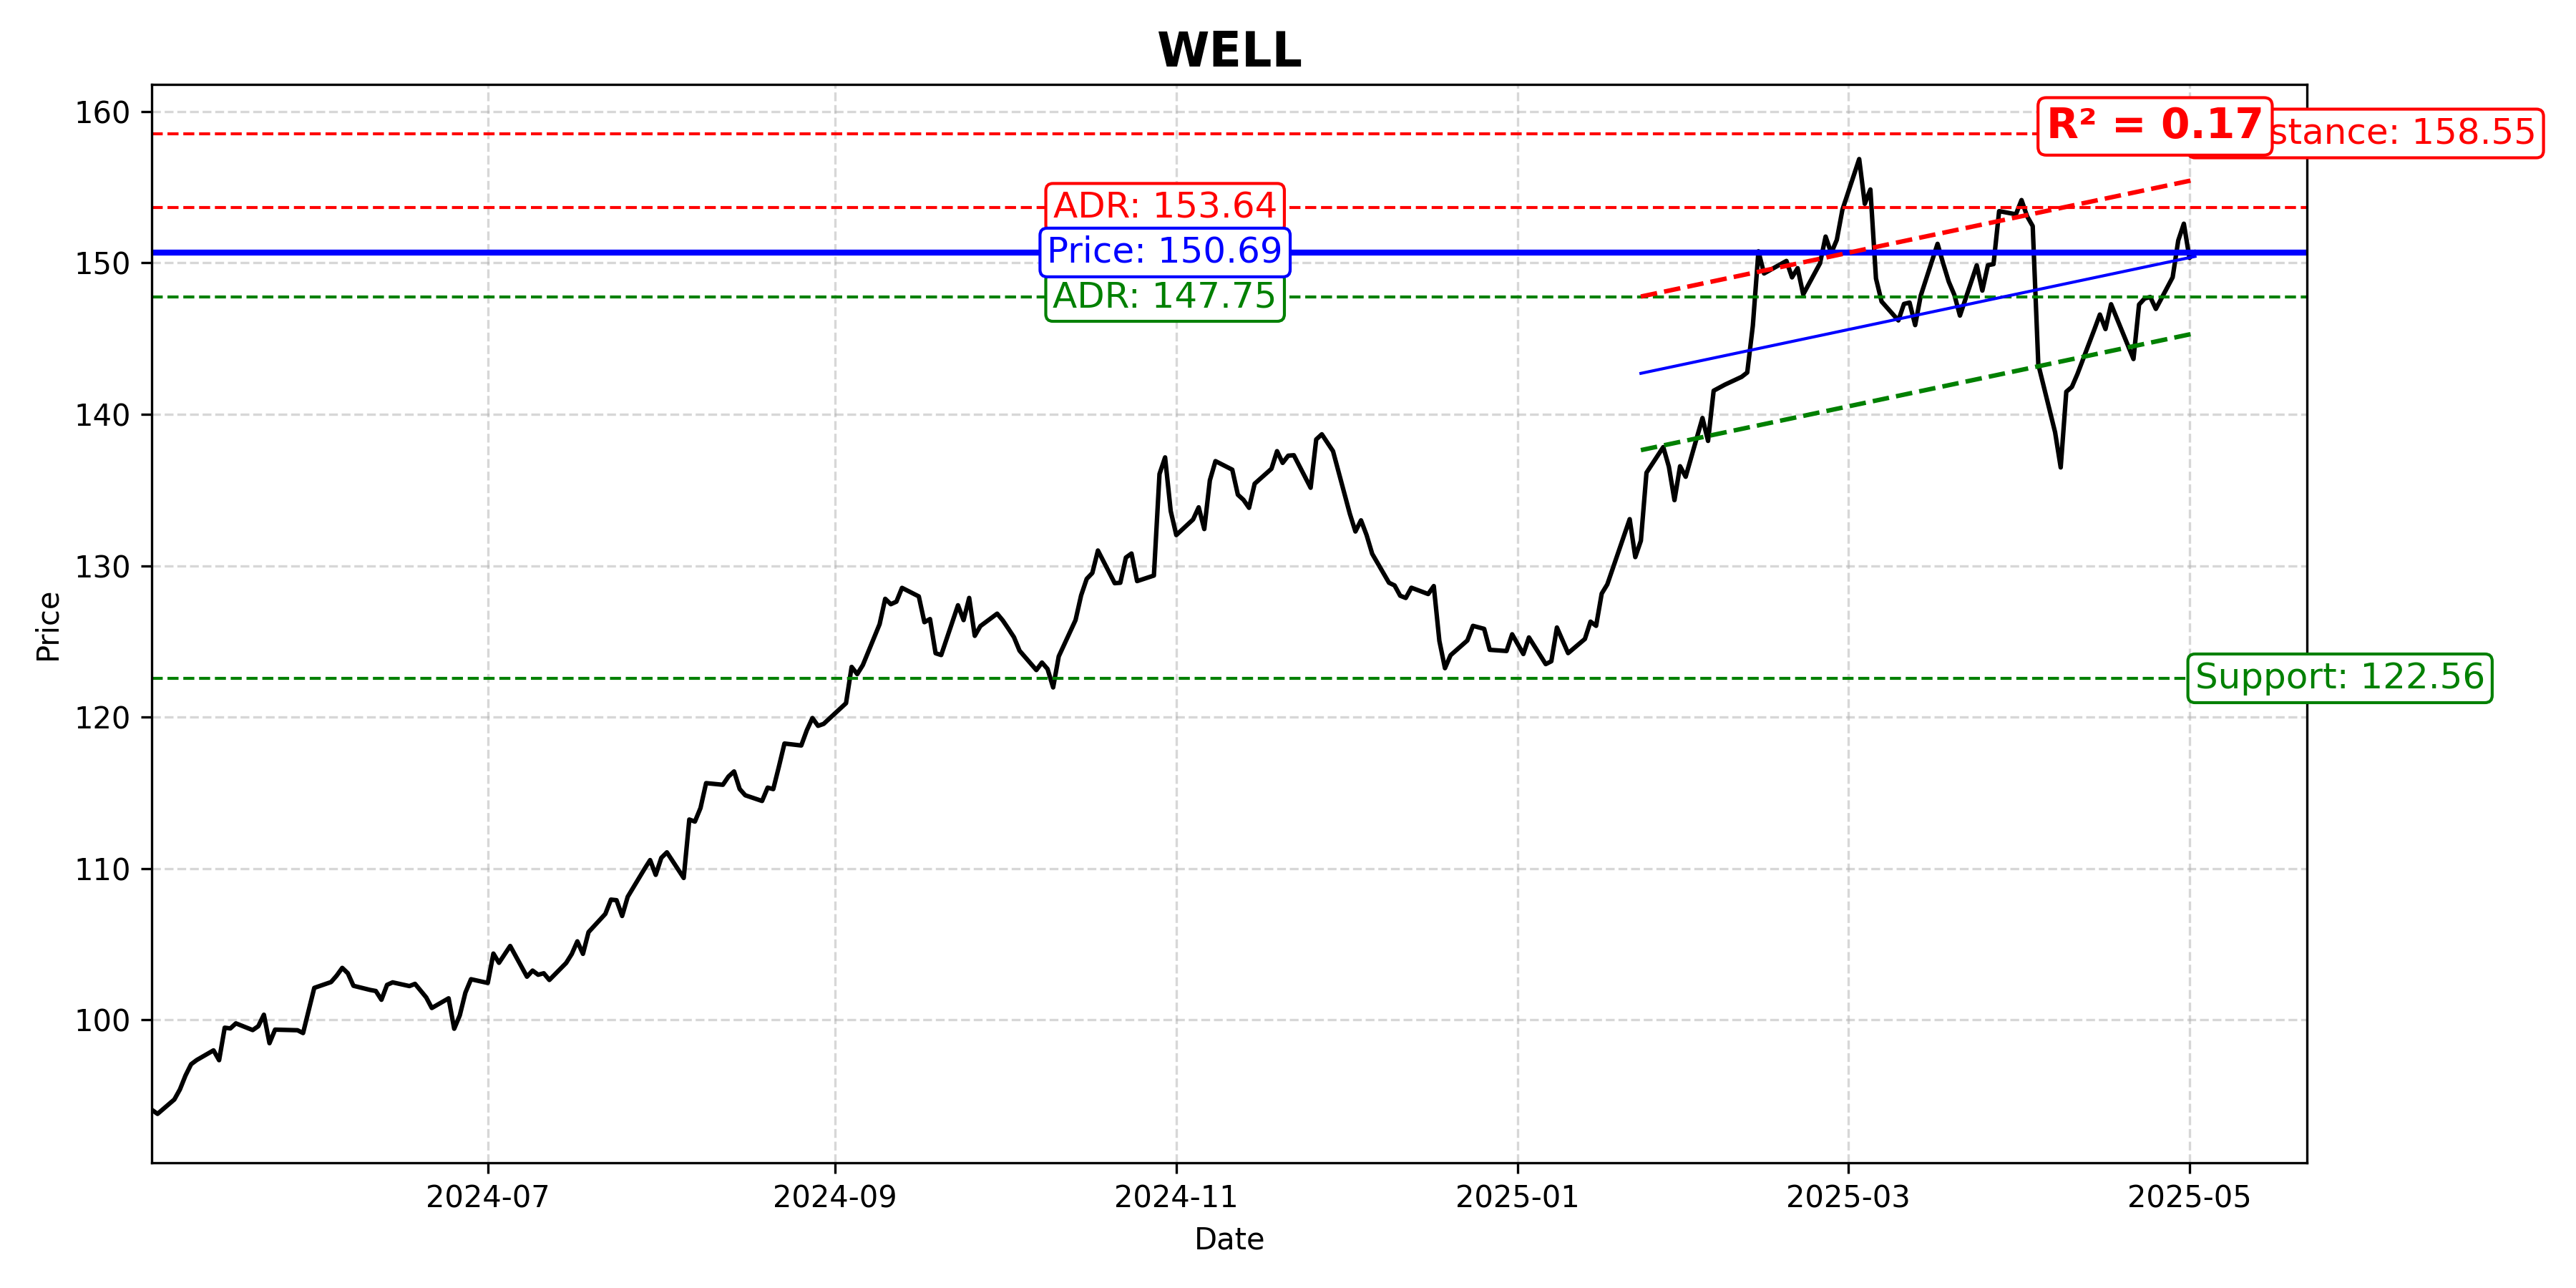 WELL
160
150
140
130
120
110
100
Price
R² = 0.17
stance: 158.55
ADR: 153.64
Price: 150.69
ADR: 147.75
Support: 122.56
2024-07
2024-09
2024-11
2025-01
2025-03
2025-05
Date